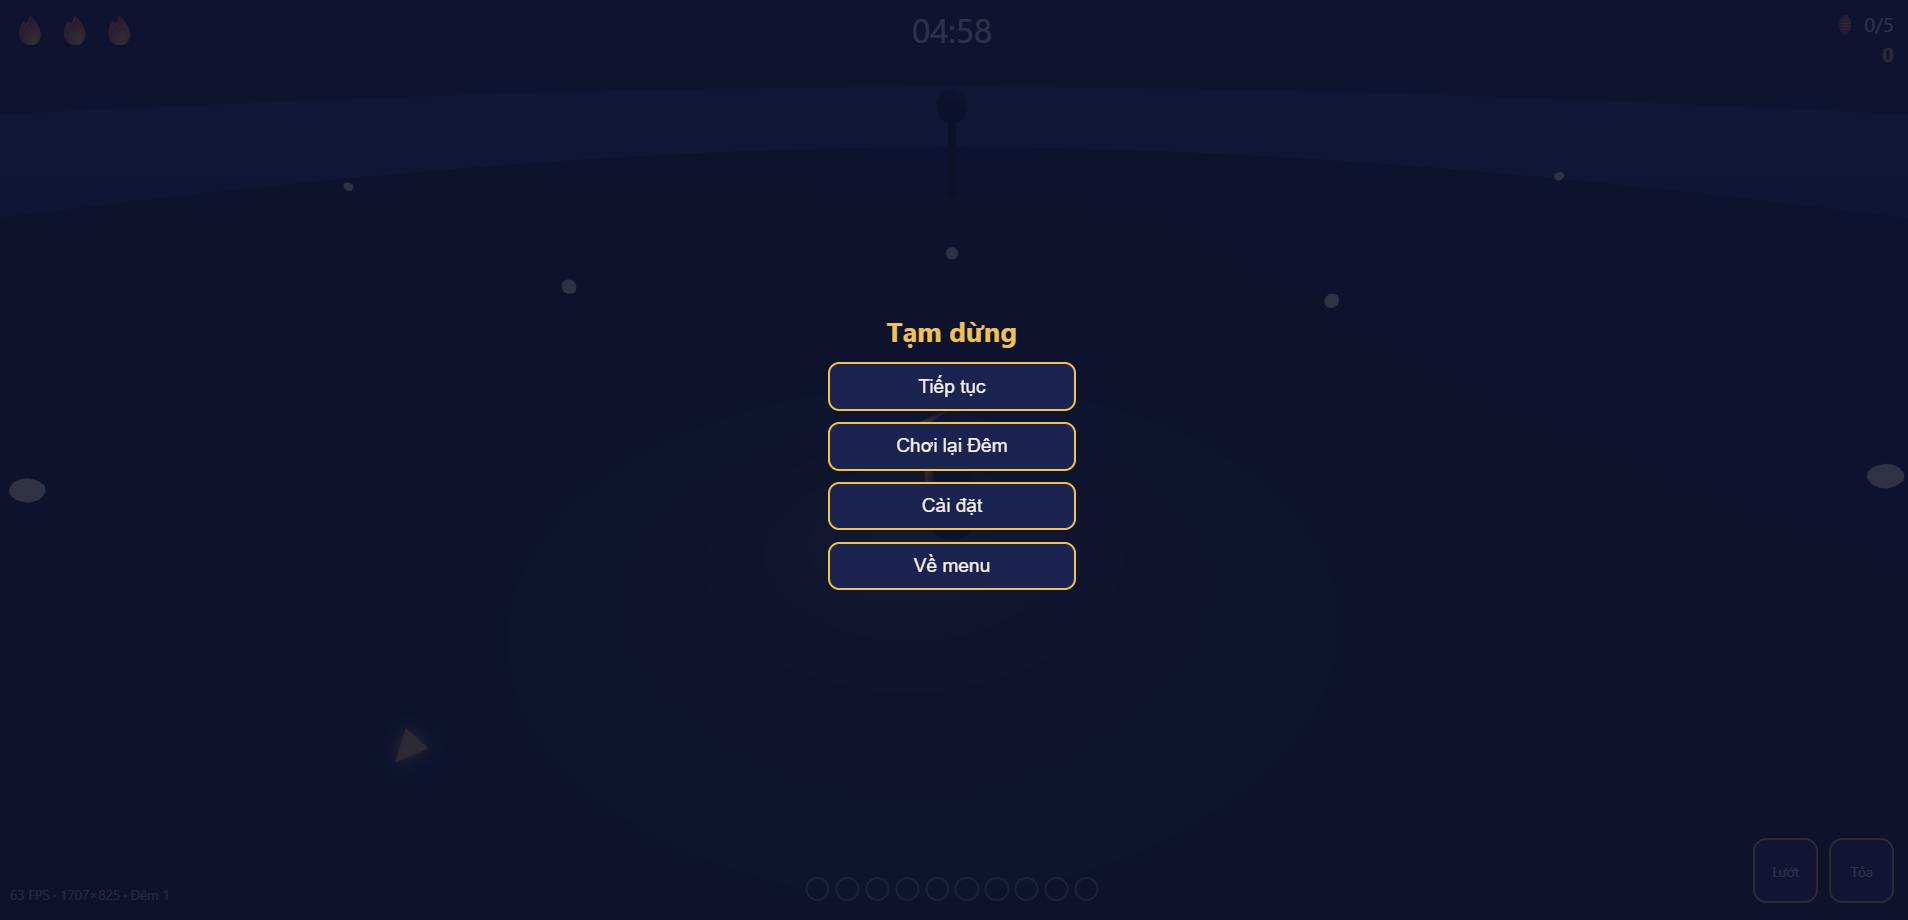 04:58
0/5
0
Tạm dừng
Tiếp tục
Chơi lại Đêm
Cài đặt
Về menu
Lướt
Tỏa
63 FPS · 1707×825 · Đêm 1